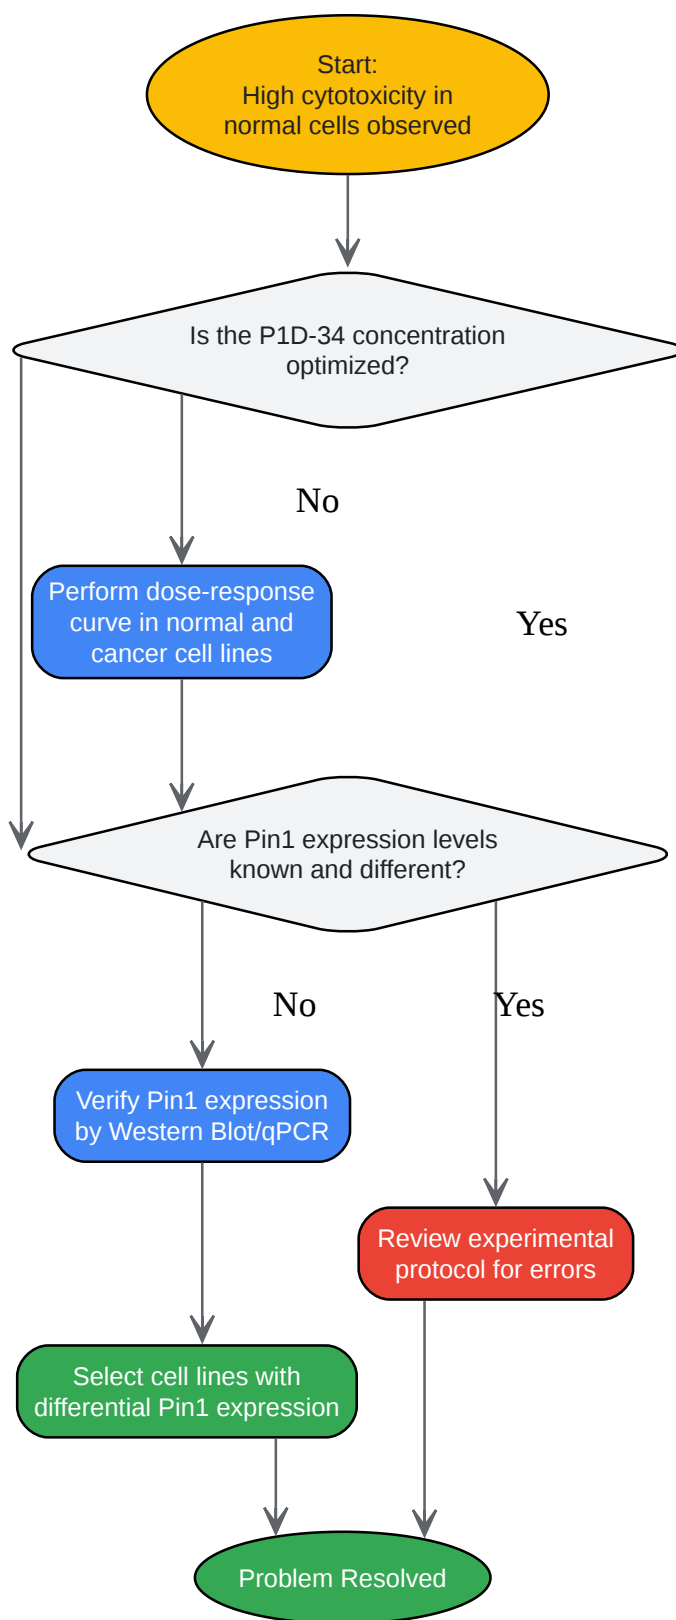 Start:
High cytotoxicity in
normal cells observed
Is the P1D-34 concentration
optimized?
No
Perform dose-response
curve in normal and
cancer cell lines
Yes
Are Pin1 expression levels
known and different?
No
Yes
Verify Pin1 expression
by Western Blot/qPCR
Review experimental
protocol for errors
Select cell lines with
differential Pin1 expression
Problem Resolved